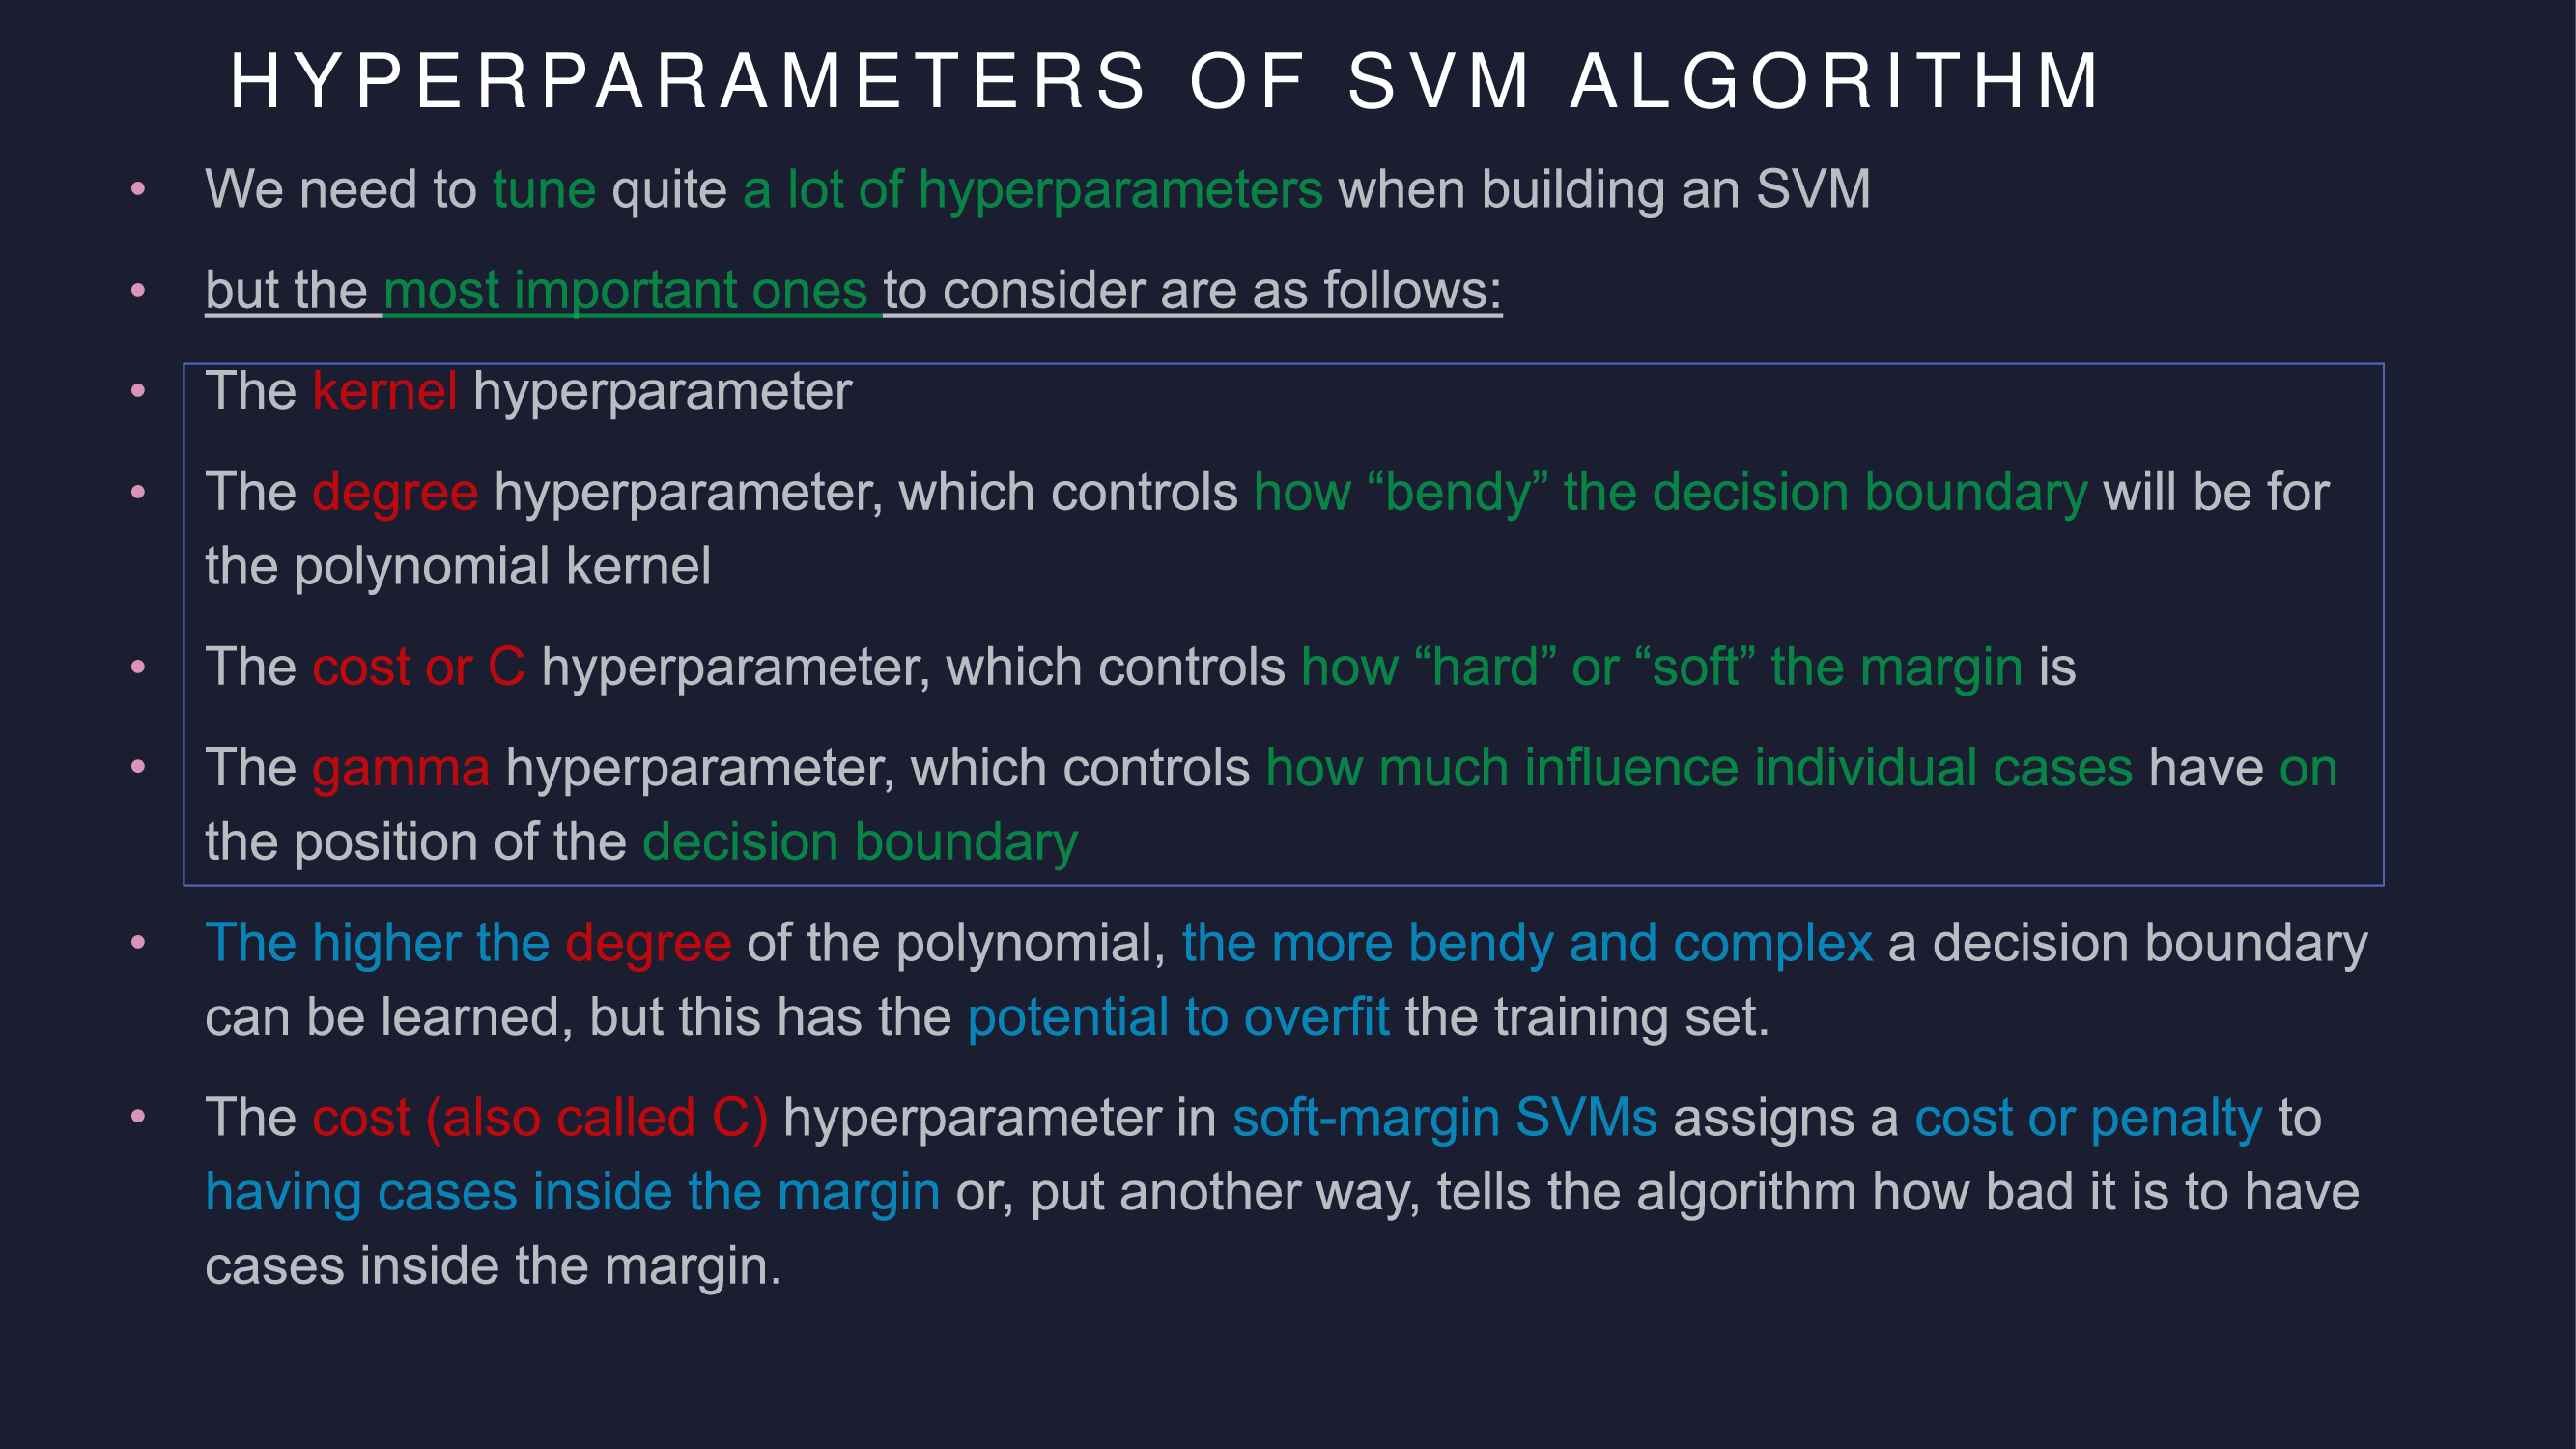 HYPERPARAMETERS OF SVM ALGORITHM
• We need to tune quite a lot of hyperparameters when building an SVM
• but the most important ones to consider are as follows:
• The kernel hyperparameter
• The degree hyperparameter, which controls how “bendy” the decision boundary will be for
the polynomial kernel
• The cost or C hyperparameter, which controls how “hard” or “soft” the margin is
• The gamma hyperparameter, which controls how much influence individual cases have on
the position of the decision boundary
• The higher the degree of the polynomial, the more bendy and complex a decision boundary
can be learned, but this has the potential to overfit the training set.
• The cost (also called C) hyperparameter in soft-margin SVMs assigns a cost or penalty to
having cases inside the margin or, put another way, tells the algorithm how bad it is to have
cases inside the margin.